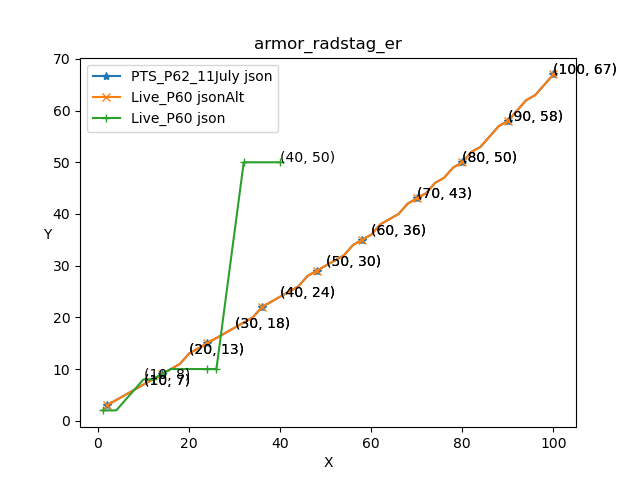 armor_radstag_er
PTS_P62_11July json
Live_P60 jsonAlt
Live_P60 json
70
60
50
40
30
20
10
0
Y
(100, 67)
(90, 58)
(80, 50)
(40, 50)
(70, 43)
(60, 36)
(50, 30)
(40, 24)
(30, 18)
(20, 13)
(10, 8)
(10, 7)
0 20 40 60 80 100
X